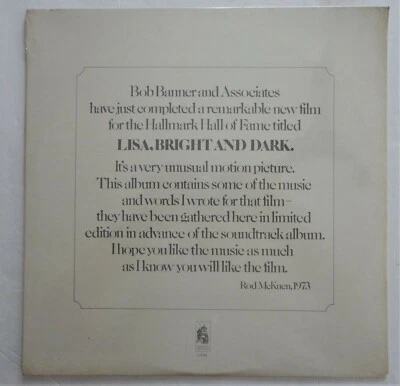 Bob Banner and Associates
have just completed a remarkable new film
for the Hallmark Hall of Fame titled
LISA, BRIGHT AND DARK.
It's a very unusual motion picture.
This album contains some of the music
and words I wrote for that film—
they have been gathered here in limited
edition in advance of the soundtrack album.
I hope you like the music as much
as I know you will like the film.
Rod McKuen, 1973